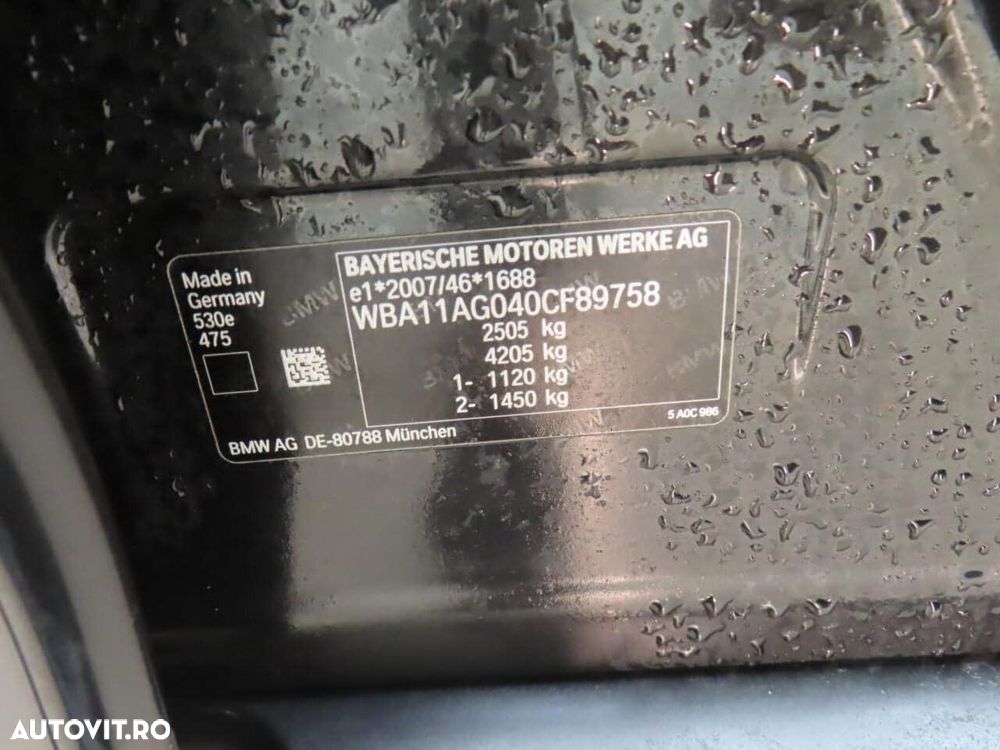 Made in
Germany
530e
475
BAYERISCHE MOTOREN WERKE AG
e1*2007/46*1688
WBA11AG040CF89758
2505 kg
4205 kg
1- 1120 kg
2- 1450 kg
5 A0C 986
BMW AG DE-80788 München
AUTOVIT.RO